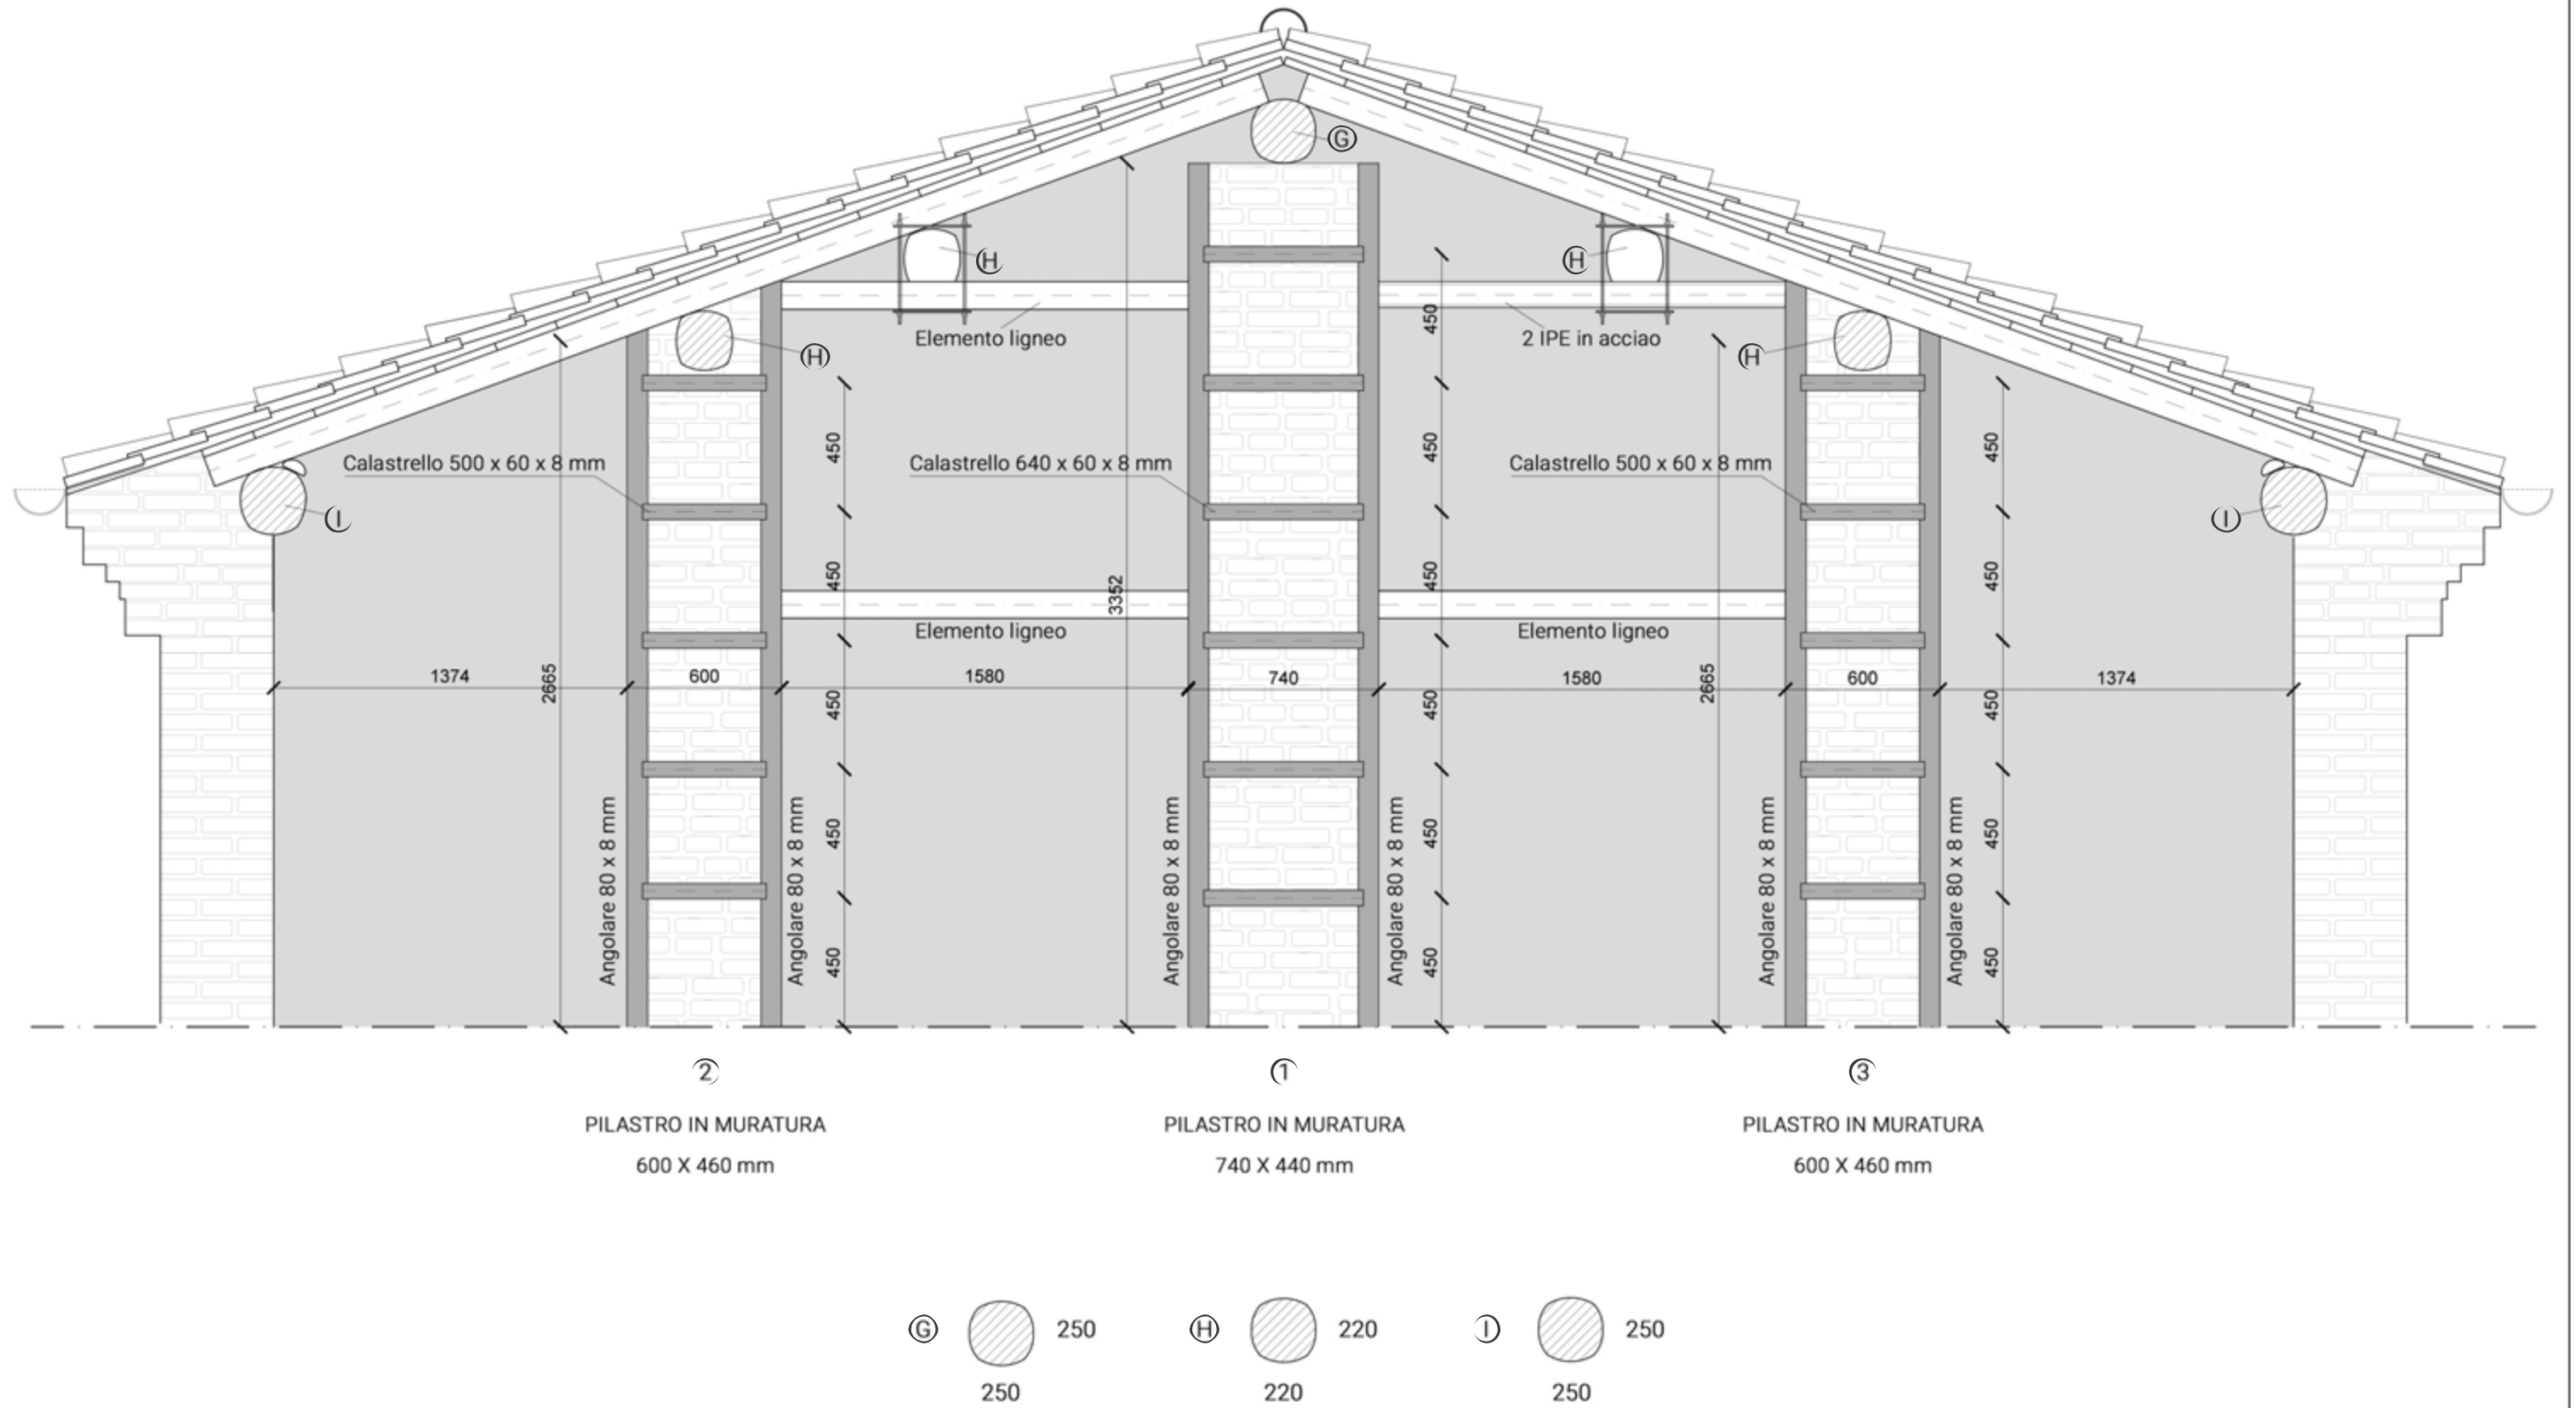 G
H
H
450
Elemento ligneo
2 IPE in acciao
H
H
Calastrello 500 x 60 x 8 mm
450
Calastrello 640 x 60 x 8 mm
450
Calastrello 500 x 60 x 8 mm
450
I
I
450
3352
450
450
Elemento ligneo
Elemento ligneo
1374
2665
600
450
1580
740
450
1580
2665
600
450
1374
Angolare 80 x 8 mm
Angolare 80 x 8 mm
450
Angolare 80 x 8 mm
Angolare 80 x 8 mm
450
Angolare 80 x 8 mm
Angolare 80 x 8 mm
450
450
450
450
2
1
3
PILASTRO IN MURATURA
PILASTRO IN MURATURA
PILASTRO IN MURATURA
600 X 460 mm
740 X 440 mm
600 X 460 mm
G
250
H
220
I
250
250
220
250